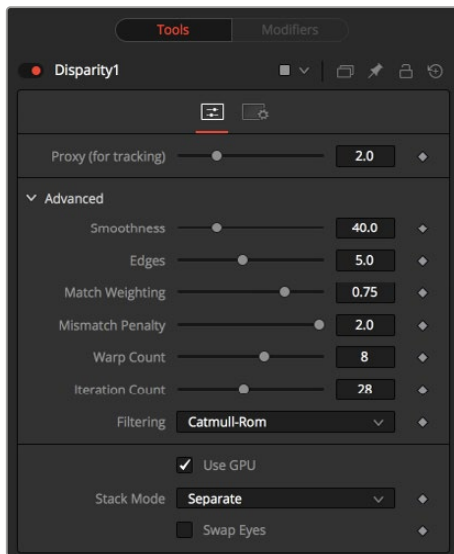 Tools Modifiers
Disparity1
Proxy (for tracking) 2.0
Advanced
Smoothness 40.0
Edges 5.0
Match Weighting 0.75
Mismatch Penalty 2.0
Warp Count 8
Iteration Count 28
Filtering Catmull-Rom
Use GPU
Stack Mode Separate
Swap Eyes